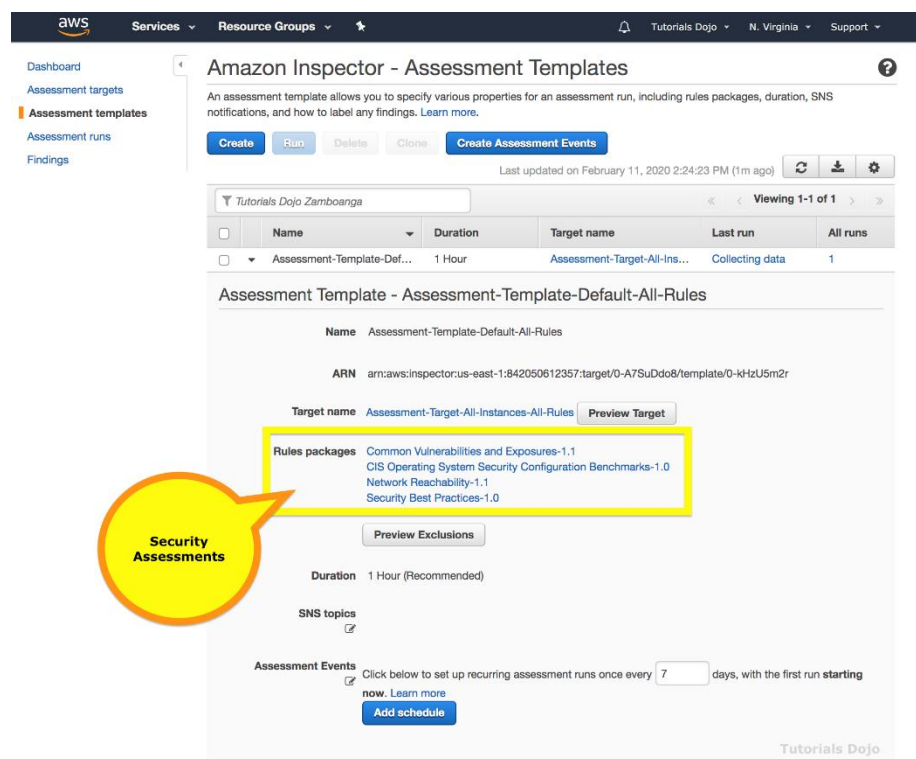 aws Services Resource Groups Tutorials Dojo N. Virginia Support
Dashboard
Assessment targets
Assessment templates
Assessment runs
Findings
Amazon Inspector - Assessment Templates
An assessment template allows you to specify various properties for an assessment run, including rules packages, duration, SNS
notifications, and how to label any findings. Learn more.
Create Run Delete Clone Create Assessment Events
Last updated on February 11, 2020 2:24:23 PM (1m ago)
Tutorials Dojo Zamboanga
Viewing 1-1 of 1
Name Duration Target name Last run All runs
Assessment-Template-Def... 1 Hour Assessment-Target-All-Ins... Collecting data 1
Assessment Template - Assessment-Template-Default-All-Rules
Name Assessment-Template-Default-All-Rules
ARN arn:aws:inspector:us-east-1:842050612357:target/0-A7SuDdo8/template/0-kHzU5m2r
Target name Assessment-Target-All-Instances-All-Rules Preview Target
Rules packages Common Vulnerabilities and Exposures-1.1
CIS Operating System Security Configuration Benchmarks-1.0
Network Reachability-1.1
Security Best Practices-1.0
Preview Exclusions
Security
Assessments
Duration 1 Hour (Recommended)
SNS topics
Assessment Events Click below to set up recurring assessment runs once every 7 days, with the first run starting
now. Learn more
Add schedule
Tutorials Dojo